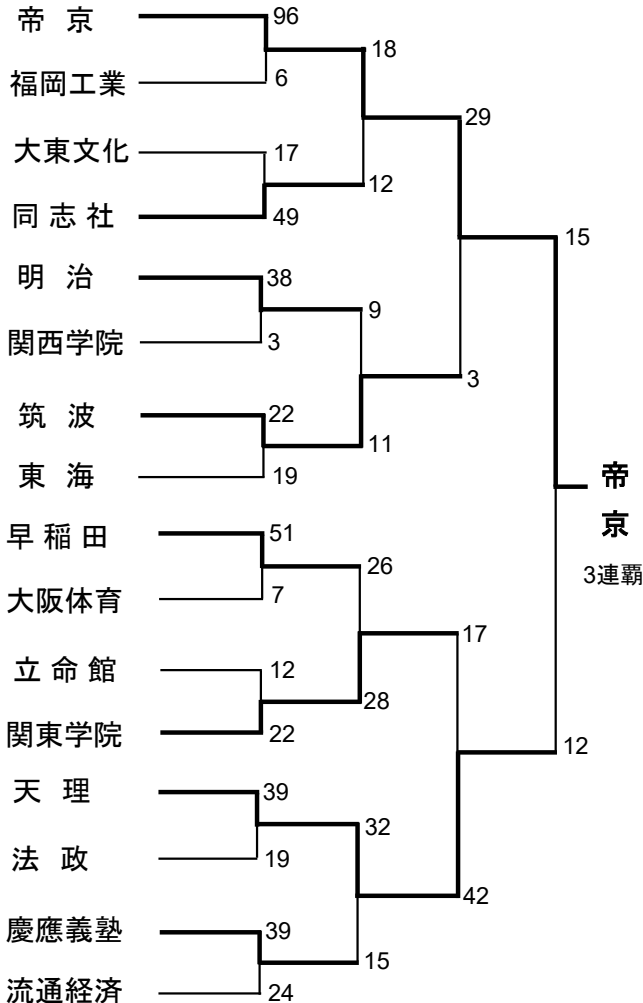 帝 京 96
18
福岡工業 6
29
大東文化 17
12
同志社 49
15
明 治 38
9
関西学院 3
3
筑 波 22
11
東 海 19
帝
京
3連覇
早稲田 51
26
大阪体育 7
17
立命館 12
28
関東学院 22
12
天 理 39
32
法 政 19
42
慶應義塾 39
15
流通経済 24